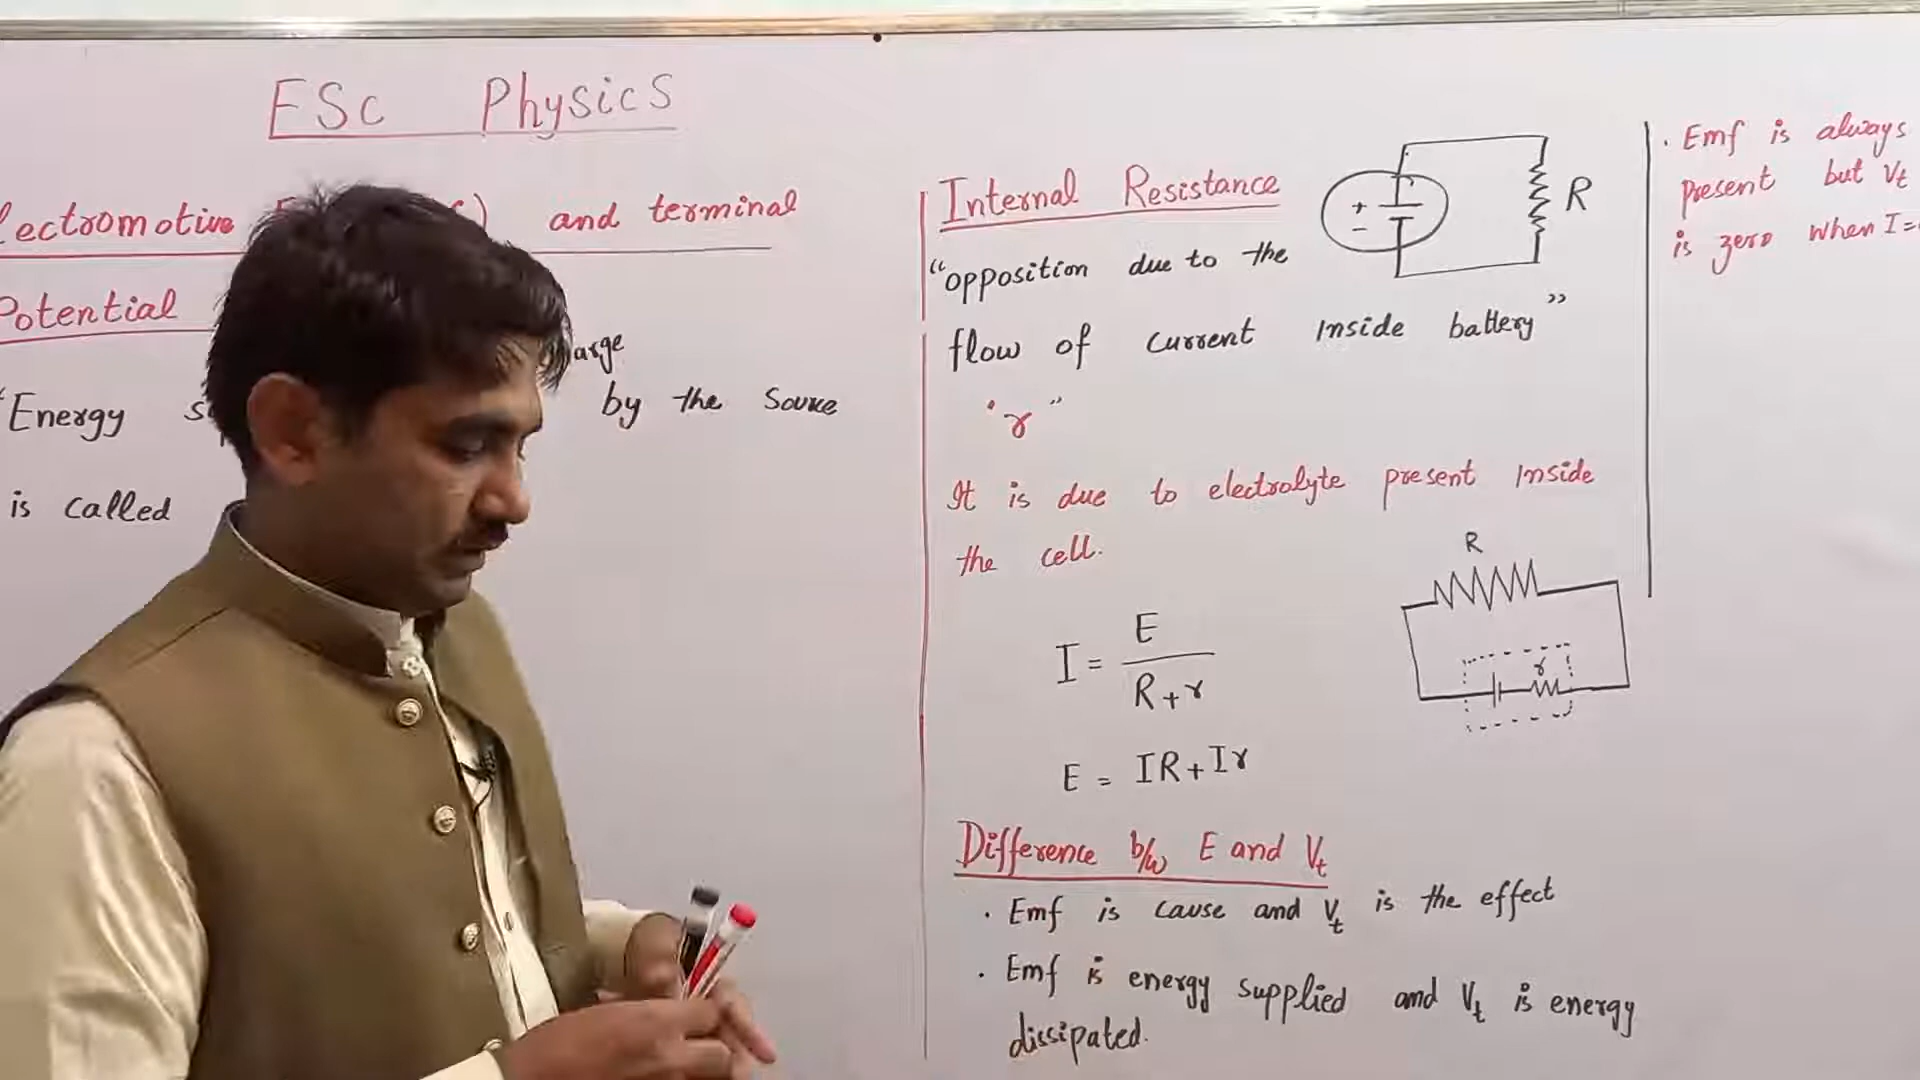 FSc Physics
lectromotive and terminal
Potential
arge
"Energy by the Source
is called
Internal Resistance
+
-
R
"opposition due to the
flow of current inside battery"
"r"
It is due to electrolyte present inside
the cell.
R
r
I = E / R+r
E = IR+Ir
Difference b/w E and Vt
· Emf is cause and Vt is the effect
· Emf is energy supplied and Vt is energy
dissipated.
· Emf is always
present but Vt
is zero when I=